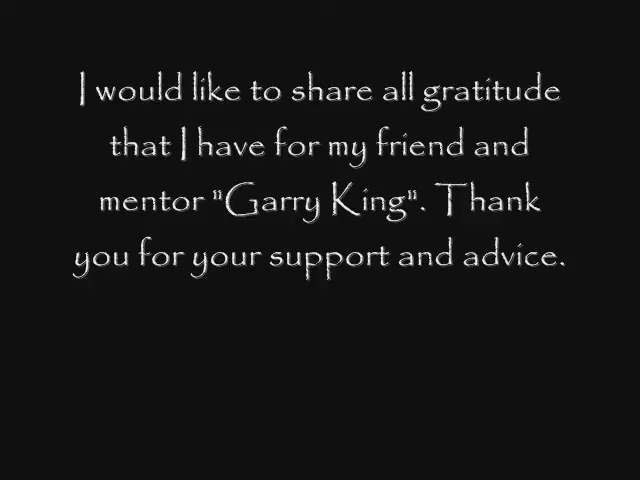 I would like to share all gratitude
that I have for my friend and
mentor "Garry King". Thank
you for your support and advice.